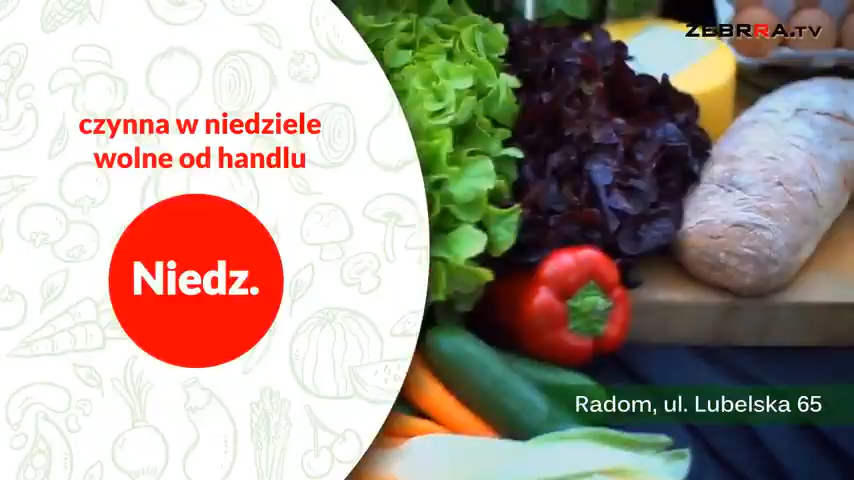 ZEBRRA.TV
czynna w niedziele
wolne od handlu
Niedz.
Radom, ul. Lubelska 65